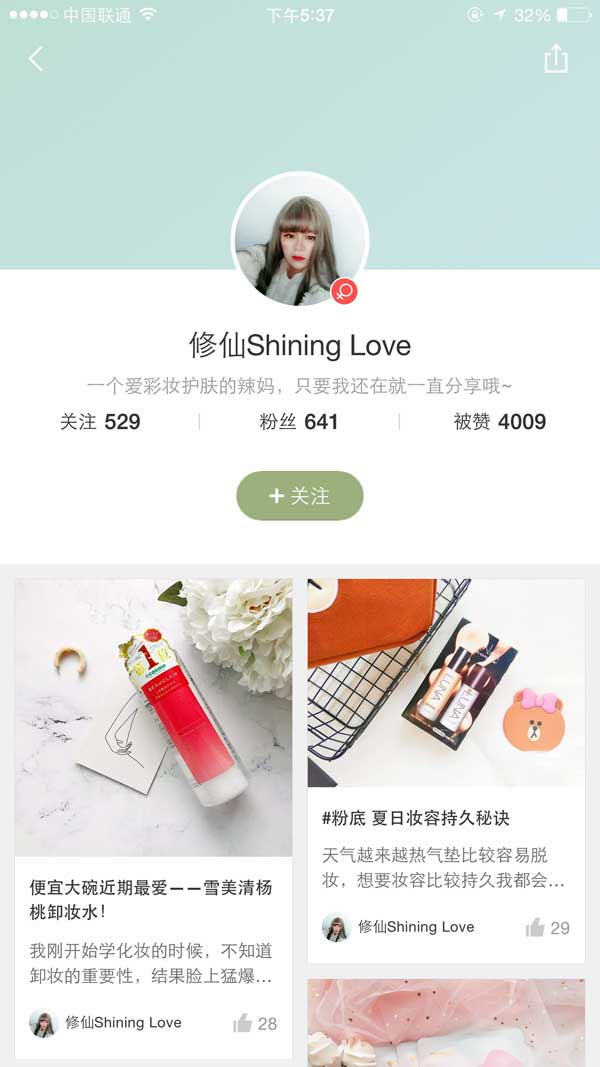 中国联通
下午5:37
32%
修仙Shining Love
一个爱彩妆护肤的辣妈，只要我还在就一直分享哦~
关注 529
粉丝 641
被赞 4009
+ 关注
BEAUCLAIR
便宜大碗近期最爱——雪美清杨
桃卸妆水！
我刚开始学化妆的时候，不知道
卸妆的重要性，结果脸上猛爆…
修仙Shining Love
28
LUNA
LUNA
#粉底 夏日妆容持久秘诀
天气越来越热气垫比较容易脱
妆，想要妆容比较持久我都会…
修仙Shining Love
29